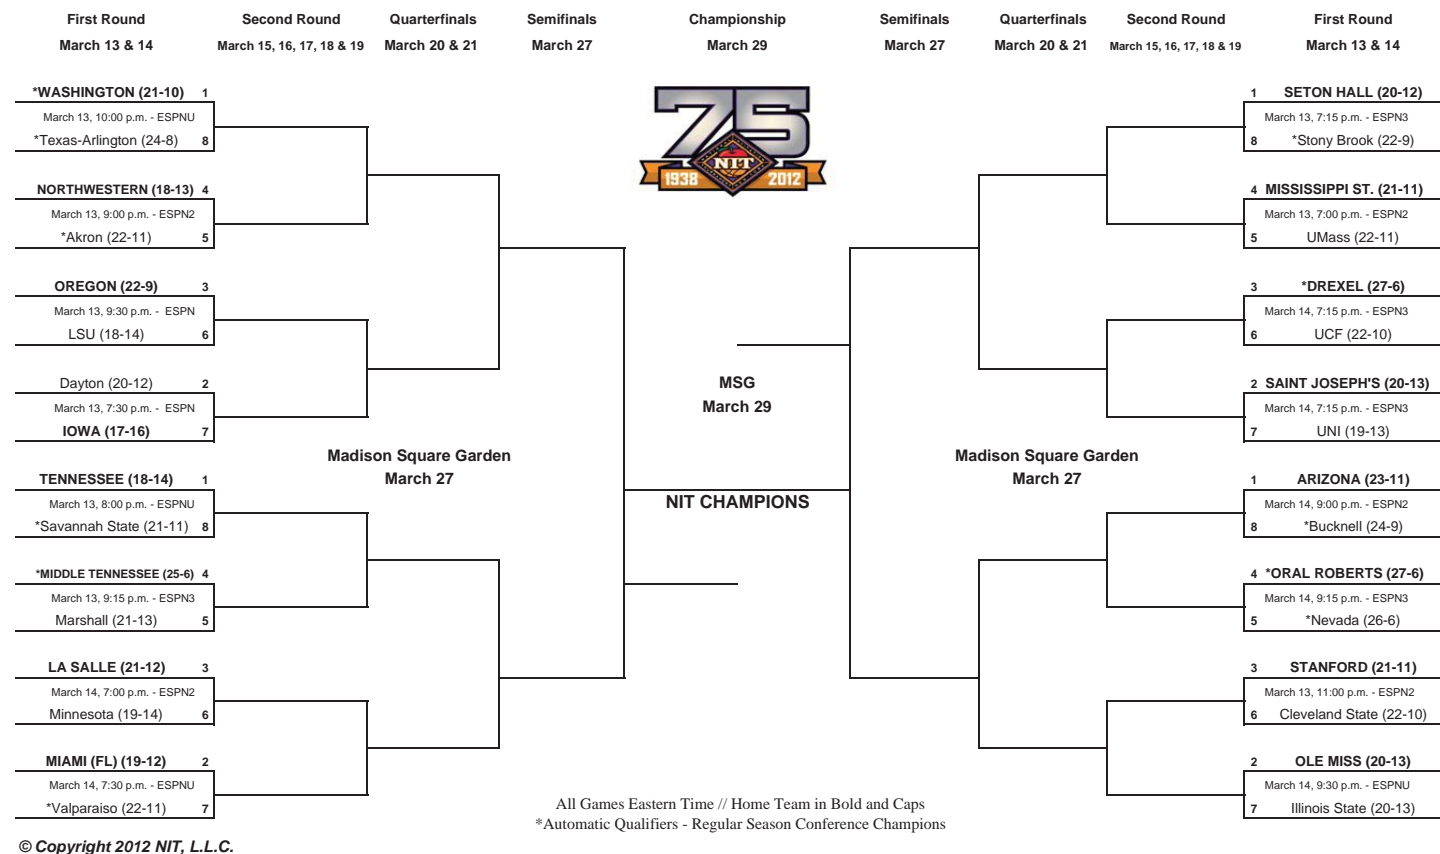 First Round
Second Round
Quarterfinals
Semifinals
Championship
Semifinals
Quarterfinals
Second Round
First Round
March 13 & 14
March 15, 16, 17, 18 & 19
March 20 & 21
March 27
March 29
March 27
March 20 & 21
March 15, 16, 17, 18 & 19
March 13 & 14
*WASHINGTON (21-10) 1
March 13, 10:00 p.m. - ESPNU
*Texas-Arlington (24-8) 8
NORTHWESTERN (18-13) 4
March 13, 9:00 p.m. - ESPN2
*Akron (22-11) 5
OREGON (22-9) 3
March 13, 9:30 p.m. - ESPN
LSU (18-14) 6
Dayton (20-12) 2
March 13, 7:30 p.m. - ESPN
IOWA (17-16) 7
Madison Square Garden
March 27
TENNESSEE (18-14) 1
March 13, 8:00 p.m. - ESPNU
*Savannah State (21-11) 8
*MIDDLE TENNESSEE (25-6) 4
March 13, 9:15 p.m. - ESPN3
Marshall (21-13) 5
LA SALLE (21-12) 3
March 14, 7:00 p.m. - ESPN2
Minnesota (19-14) 6
MIAMI (FL) (19-12) 2
March 14, 7:30 p.m. - ESPNU
*Valparaiso (22-11) 7
75
NIT
1938 2012
MSG
March 29
NIT CHAMPIONS
1 SETON HALL (20-12)
March 13, 7:15 p.m. - ESPN3
8 *Stony Brook (22-9)
4 MISSISSIPPI ST. (21-11)
March 13, 7:00 p.m. - ESPN2
5 UMass (22-11)
3 *DREXEL (27-6)
March 14, 7:15 p.m. - ESPN3
6 UCF (22-10)
2 SAINT JOSEPH'S (20-13)
March 14, 7:15 p.m. - ESPN3
7 UNI (19-13)
Madison Square Garden
March 27
1 ARIZONA (23-11)
March 14, 9:00 p.m. - ESPN2
8 *Bucknell (24-9)
4 *ORAL ROBERTS (27-6)
March 14, 9:15 p.m. - ESPN3
5 *Nevada (26-6)
3 STANFORD (21-11)
March 13, 11:00 p.m. - ESPN2
6 Cleveland State (22-10)
2 OLE MISS (20-13)
March 14, 9:30 p.m. - ESPNU
7 Illinois State (20-13)
All Games Eastern Time // Home Team in Bold and Caps
*Automatic Qualifiers - Regular Season Conference Champions
© Copyright 2012 NIT, L.L.C.